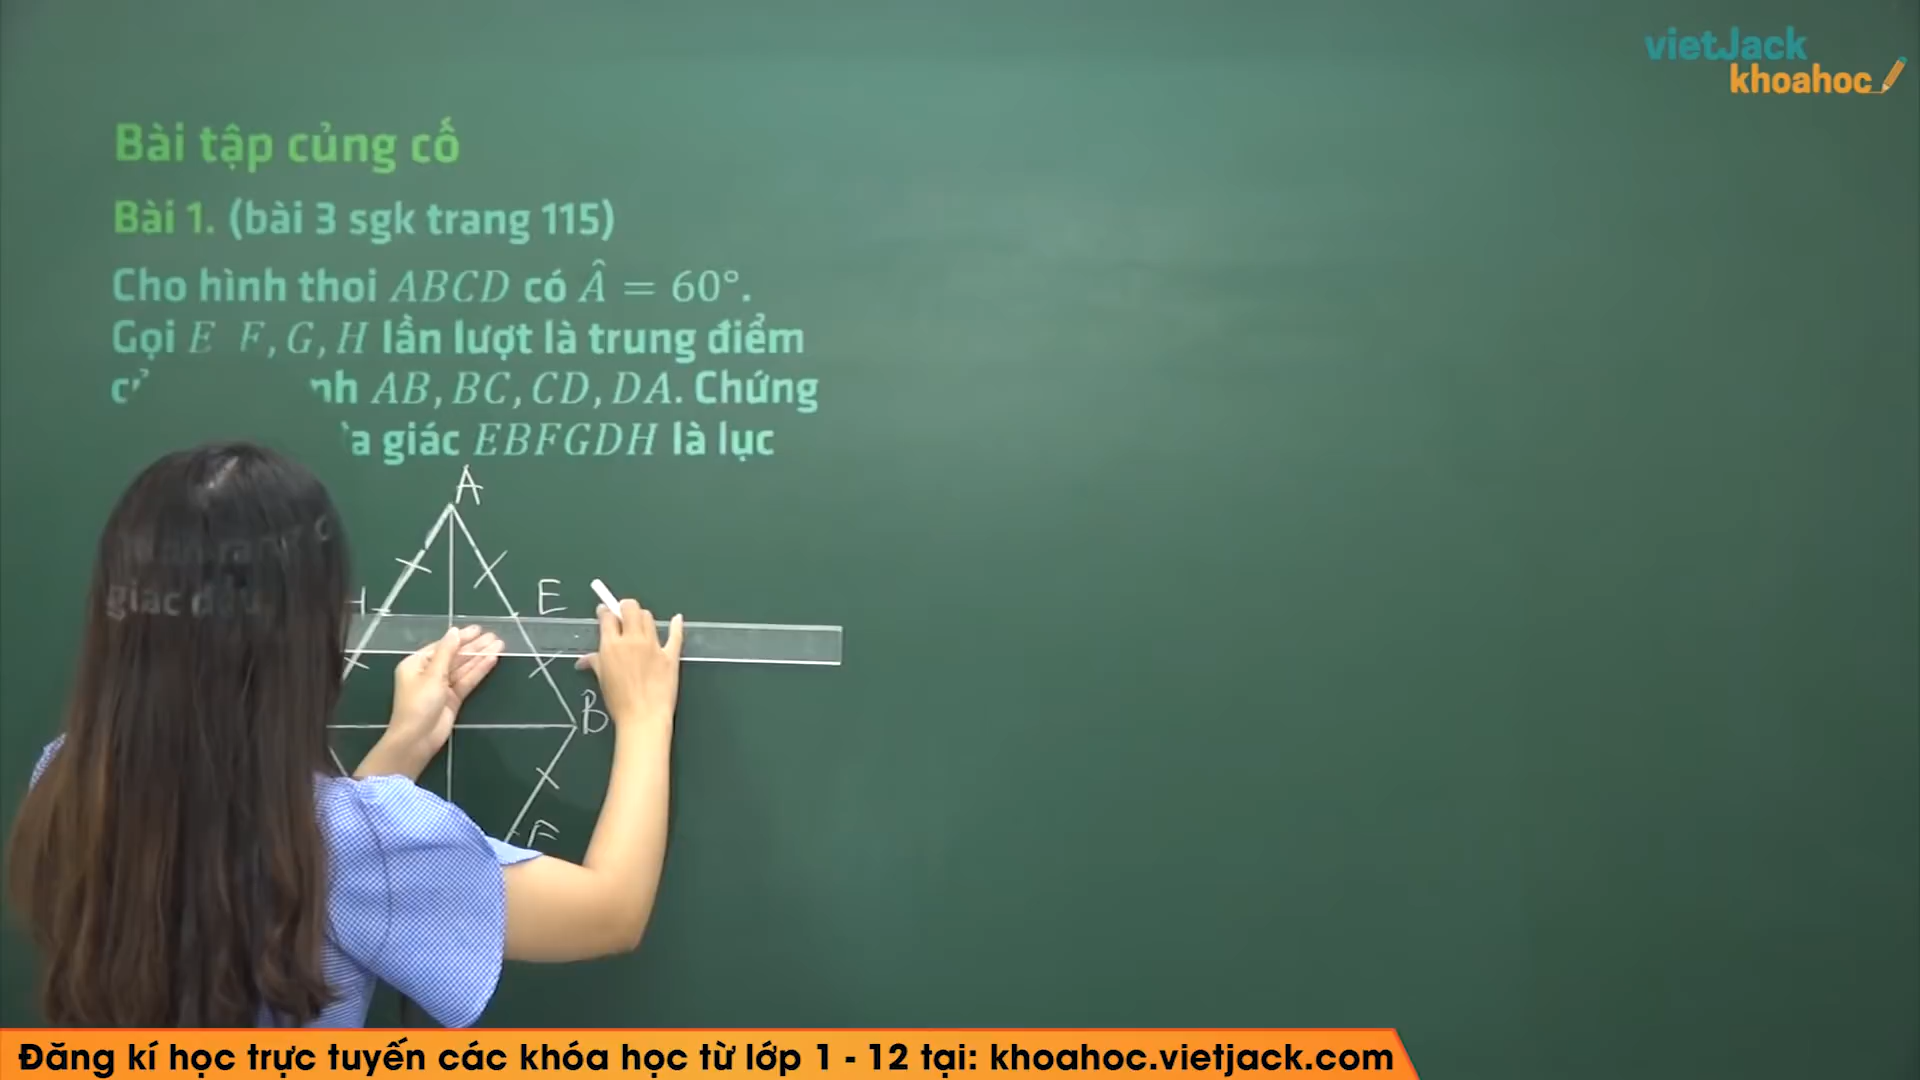 vietJack
khoahoc
Bài tập củng cố
Bài 1. (bài 3 sgk trang 115)
Cho hình thoi ABCD có Â = 60°.
Gọi E F, G, H lần lượt là trung điểm
AB, BC, CD, DA. Chứng
giác EBFGDH là lục
giác đều
A
E
B
F
Đăng kí học trực tuyến các khóa học từ lớp 1 - 12 tại: khoahoc.vietjack.com